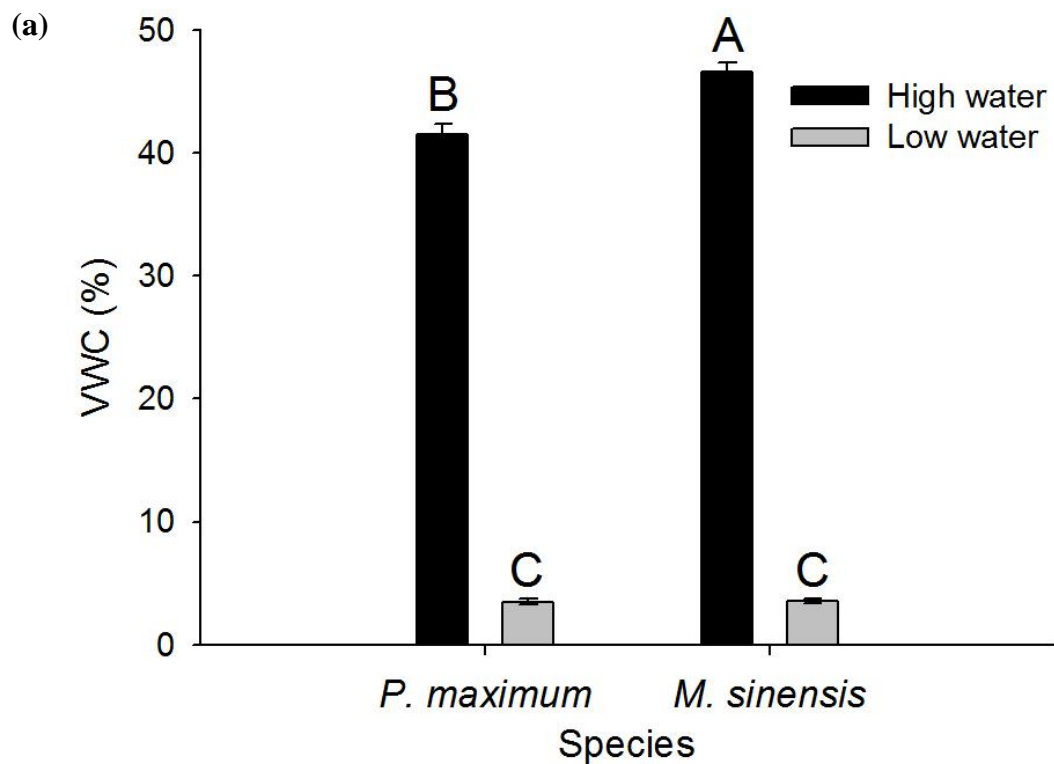 (a)
50
40
30
20
10
0
VWC (%)
B
C
A
C
High water
Low water
P. maximum
M. sinensis
Species